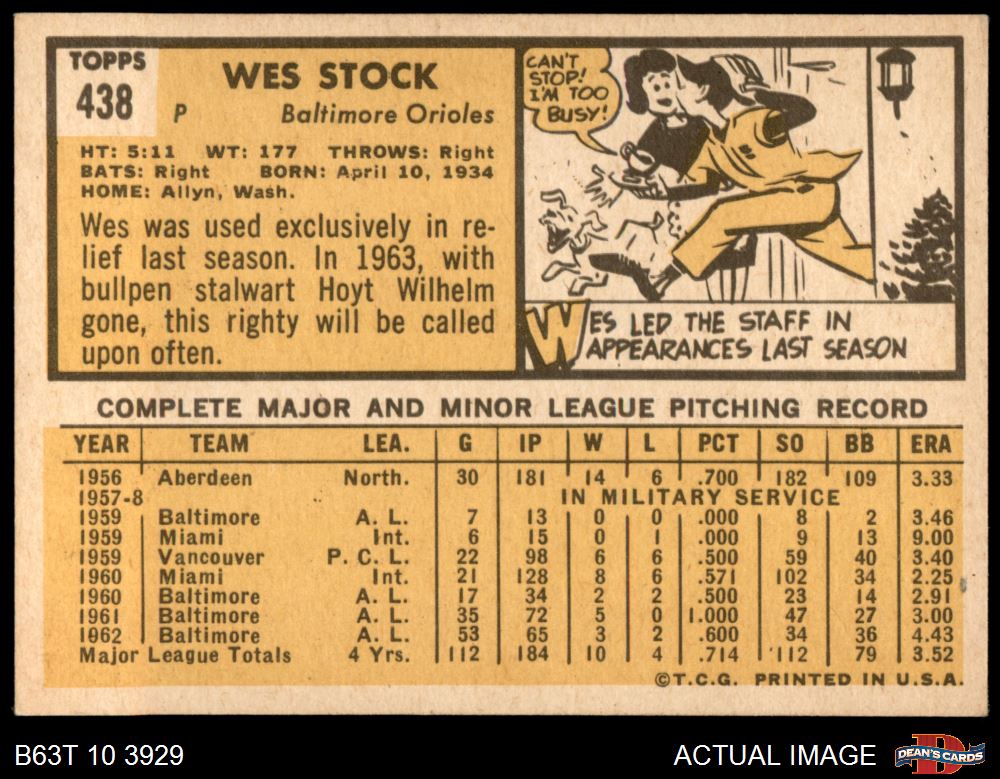 TOPPS
438
WES STOCK
P Baltimore Orioles
HT: 5:11 WT: 177 THROWS: Right
BATS: Right BORN: April 10, 1934
HOME: Allyn, Wash.
Wes was used exclusively in re-
lief last season. In 1963, with
bullpen stalwart Hoyt Wilhelm
gone, this righty will be called
upon often.
CAN'T
STOP!
I'M TOO
BUSY!
WES LED THE STAFF IN
APPEARANCES LAST SEASON
COMPLETE MAJOR AND MINOR LEAGUE PITCHING RECORD
YEAR TEAM LEA. G IP W L PCT SO BB ERA
1956 Aberdeen North. 30 181 14 6 .700 182 109 3.33
1957-8 IN MILITARY SERVICE
1959 Baltimore A. L. 7 13 0 0 .000 8 2 3.46
1959 Miami Int. 6 15 0 1 .000 9 13 9.00
1959 Vancouver P. C. L. 22 98 6 6 .500 59 40 3.40
1960 Miami Int. 21 128 8 6 .571 102 34 2.25
1960 Baltimore A. L. 17 34 2 2 .500 23 14 2.91
1961 Baltimore A. L. 35 72 5 0 1.000 47 27 3.00
1962 Baltimore A. L. 53 65 3 2 .600 34 36 4.43
Major League Totals 4 Yrs. 112 184 10 4 .714 112 79 3.52
©T.C.G. PRINTED IN U.S.A.
B63T 10 3929 ACTUAL IMAGE DEAN'S CARDS